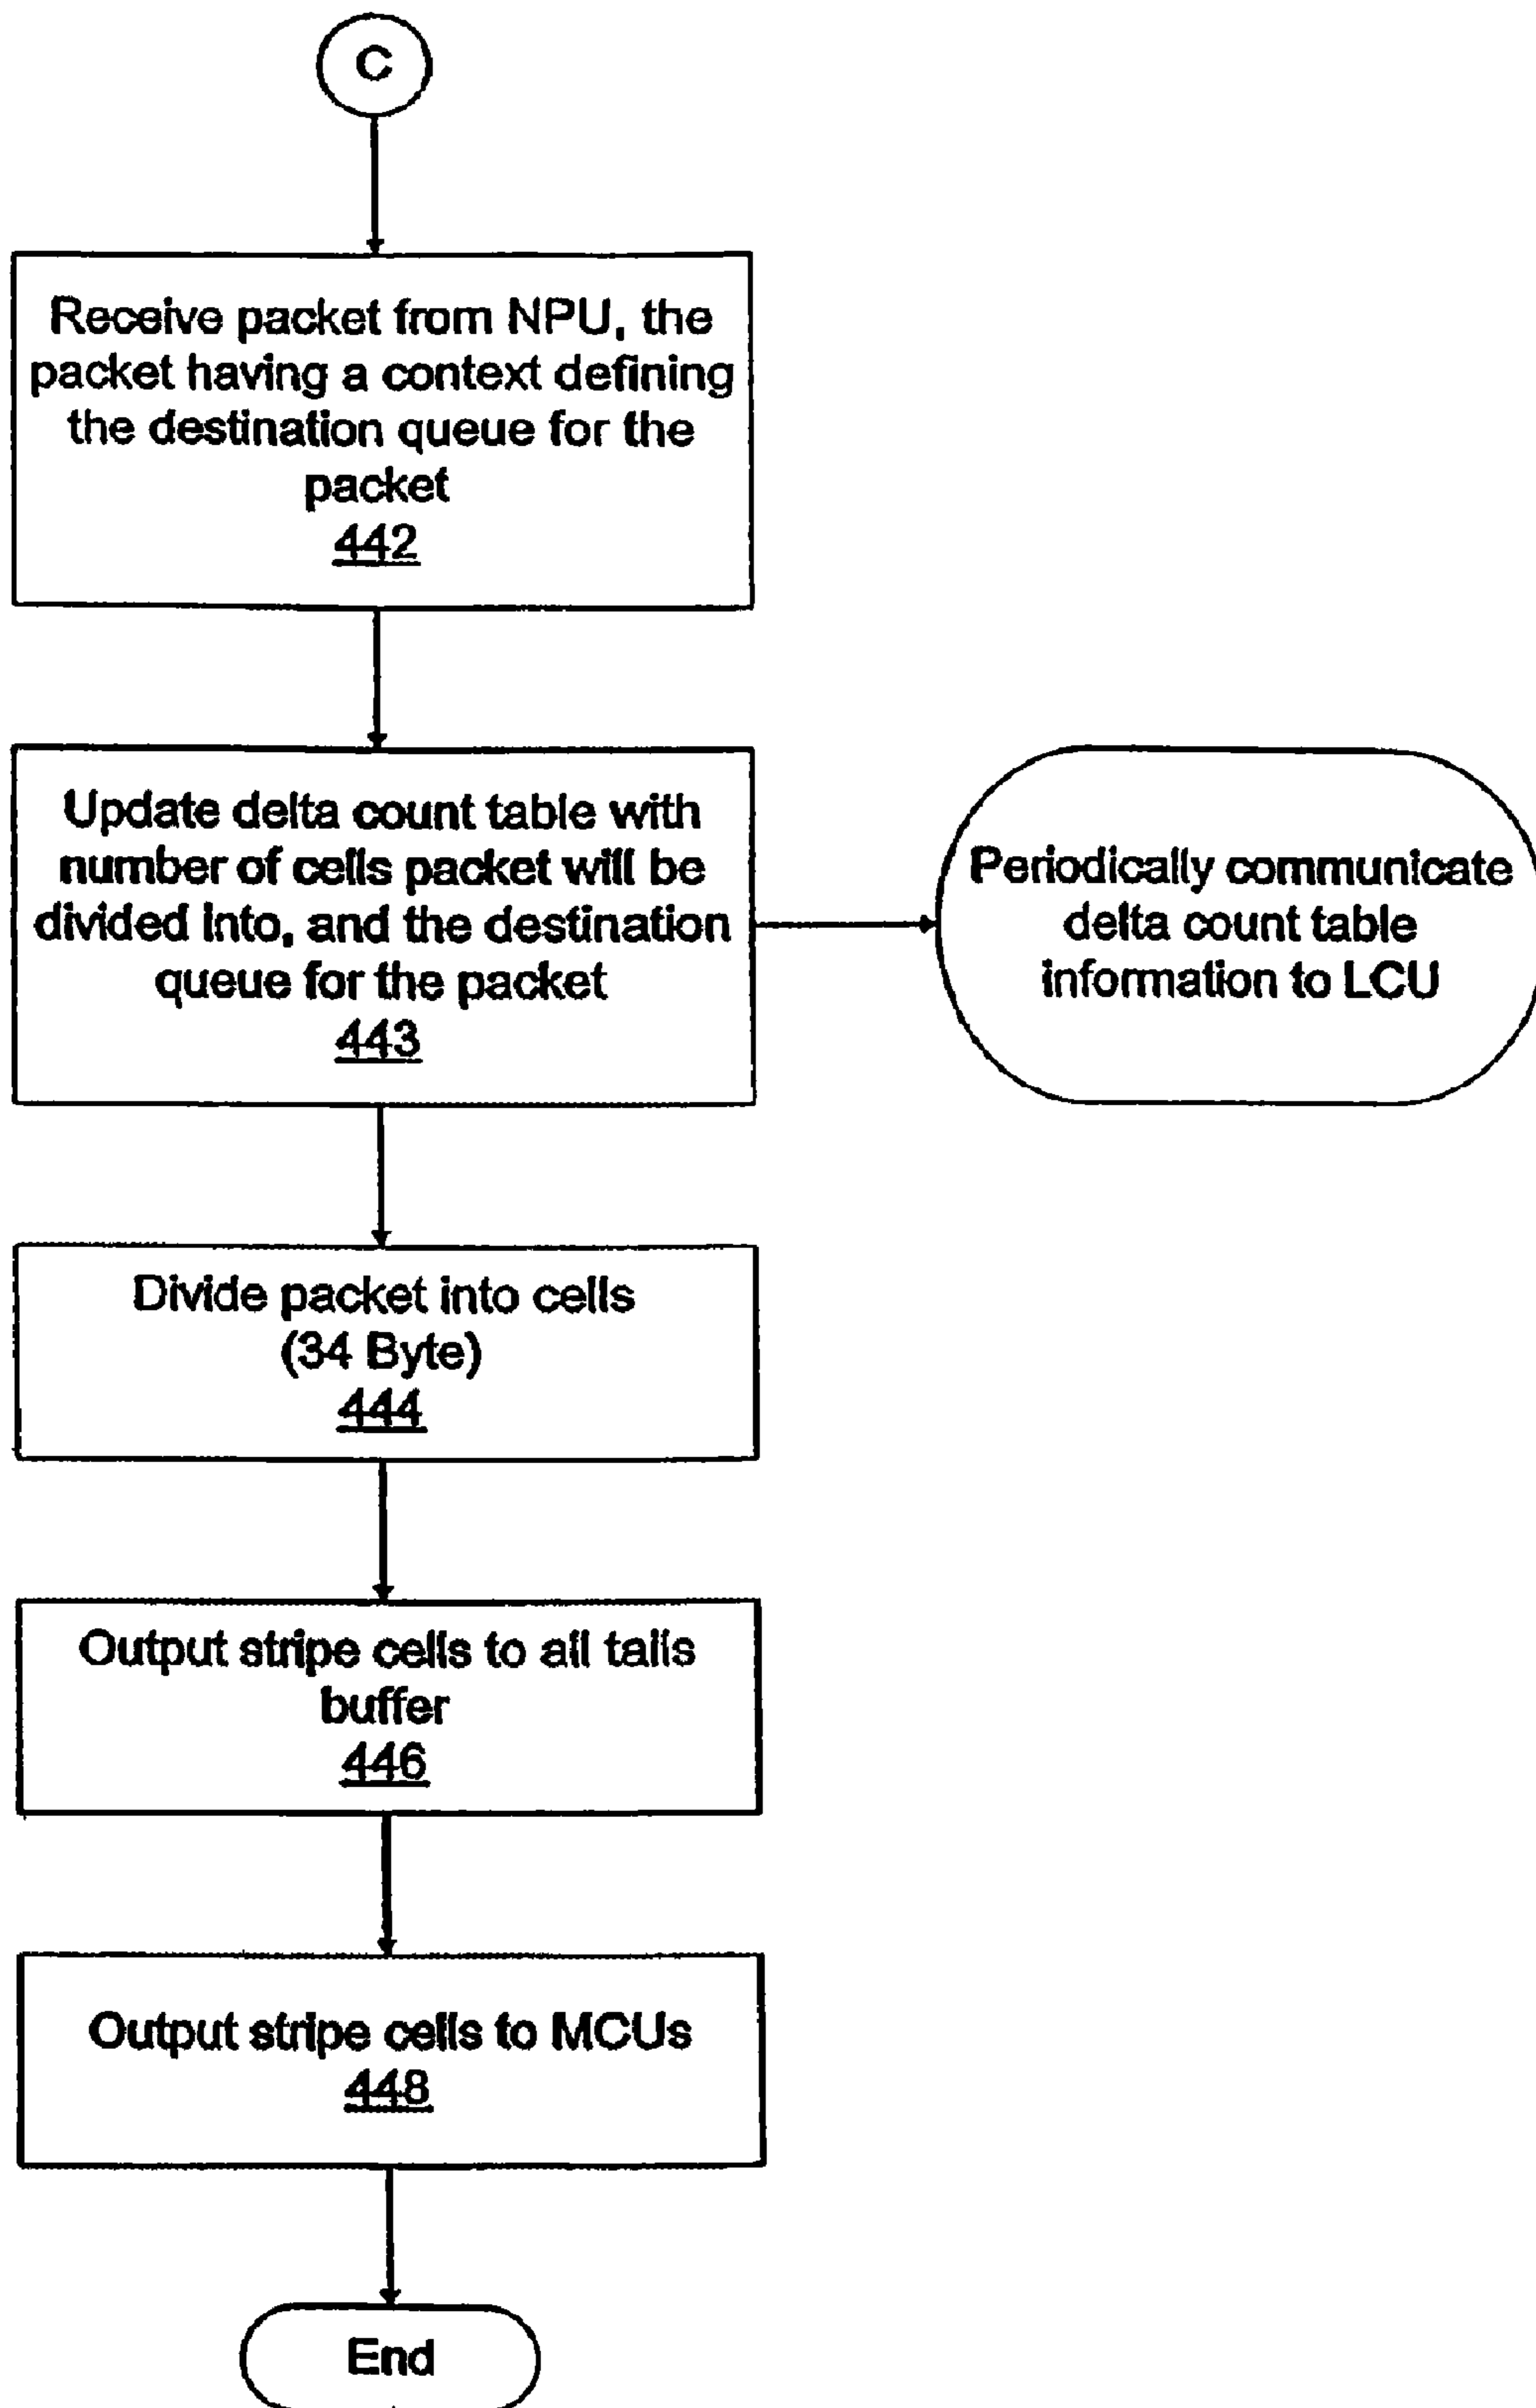 C
Receive packet from NPU, the
packet having a context defining
the destination queue for the
packet
442
Update delta count table with
number of cells packet will be
divided into, and the destination
queue for the packet
443
Periodically communicate
delta count table
information to LCU
Divide packet into cells
(34 Byte)
444
Output stripe cells to all tails
buffer
446
Output stripe cells to MCUs
448
End